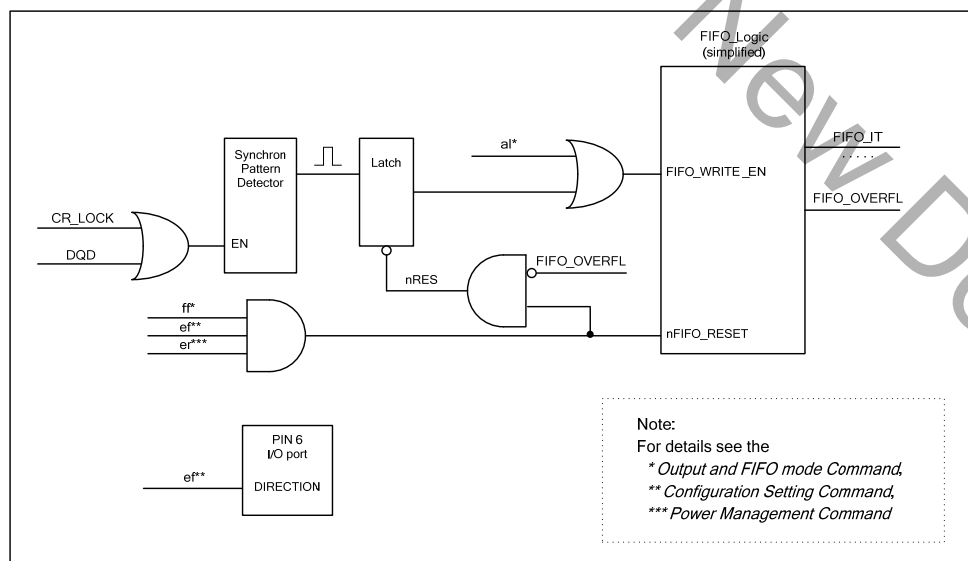 FIFO_Logic
(simplified)
FIFO_IT
.....
FIFO_OVERFL
al*
FIFO_WRITE_EN
Synchron
Pattern
Detector
EN
Latch
CR_LOCK
DQD
FIFO_OVERFL
nRES
ff*
ef**
er***
nFIFO_RESET
PIN 6
I/O port
DIRECTION
ef**
Note:
For details see the
* Output and FIFO mode Command,
** Configuration Setting Command,
*** Power Management Command
New